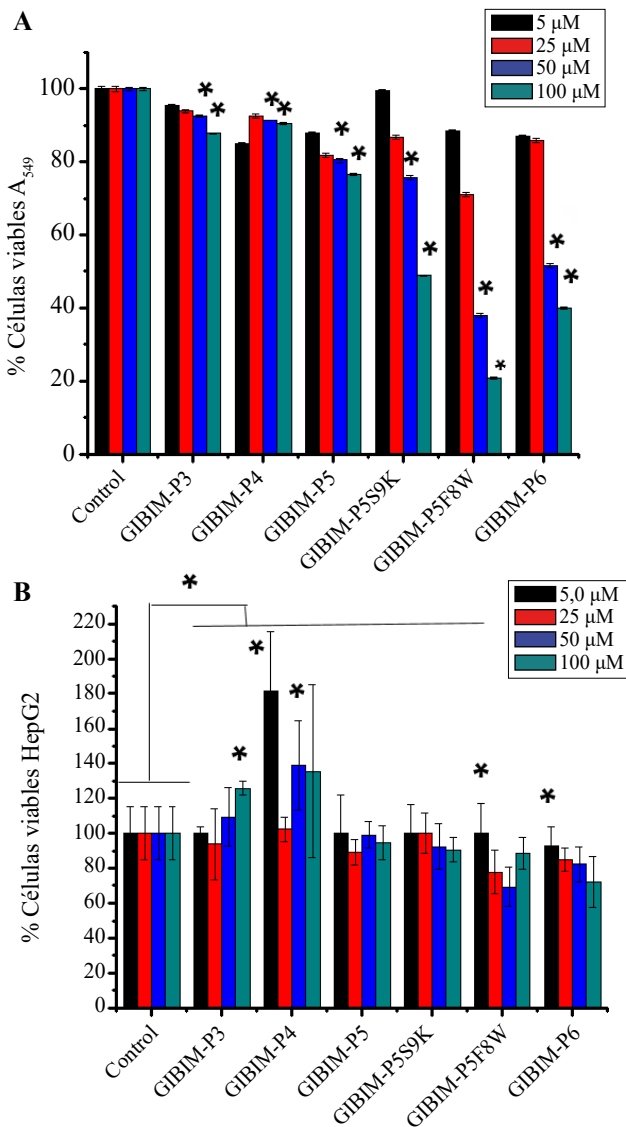 A
5 μM
25 μM
50 μM
100 μM
% Células viables A549
100
80
60
40
20
0
* * * * * * * * * * * *
Control
GIBIM-P3
GIBIM-P4
GIBIM-P5
GIBIM-P5S9K
GIBIM-P5F8W
GIBIM-P6
B
5,0 μM
25 μM
50 μM
100 μM
% Células viables HepG2
220
200
180
160
140
120
100
80
60
40
20
0
* * * * * *
Control
GIBIM-P3
GIBIM-P4
GIBIM-P5
GIBIM-P5S9K
GIBIM-P5F8W
GIBIM-P6